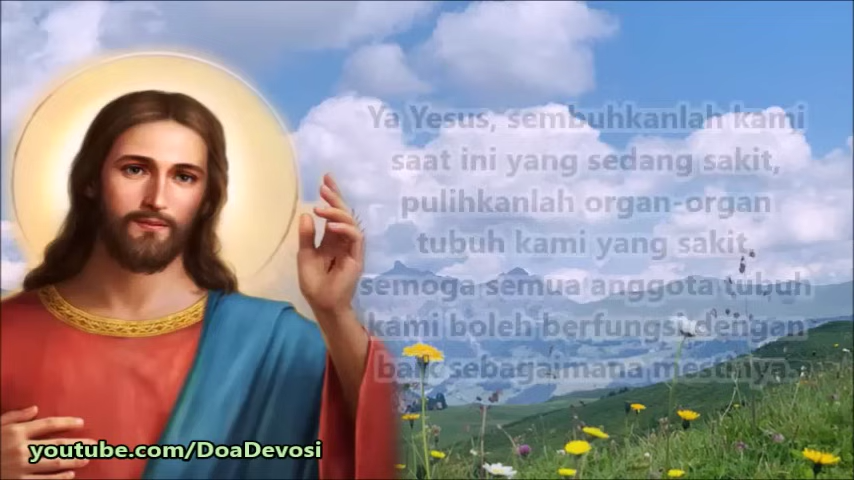 Ya Yesus, sembuhkanlah kami
saat ini yang sedang sakit,
pulihkanlah organ-organ
tubuh kami yang sakit,
semoga semua anggota tubuh
kami boleh berfungsi dengan
baik sebagaimana mestinya.
youtube.com/DoaDevosi